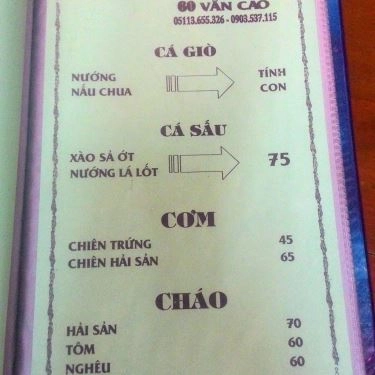 60 VĂN CAO
05113.655.326 - 0903.537.115
CÁ GIÒ
NƯỚNG
NẤU CHUA
TÍNH
CON
CÁ SẤU
XÀO SẢ ỚT
NƯỚNG LÁ LỐT
75
CƠM
CHIÊN TRỨNG 45
CHIÊN HẢI SẢN 65
CHÁO
HẢI SẢN 70
TÔM 60
NGHÊU 60